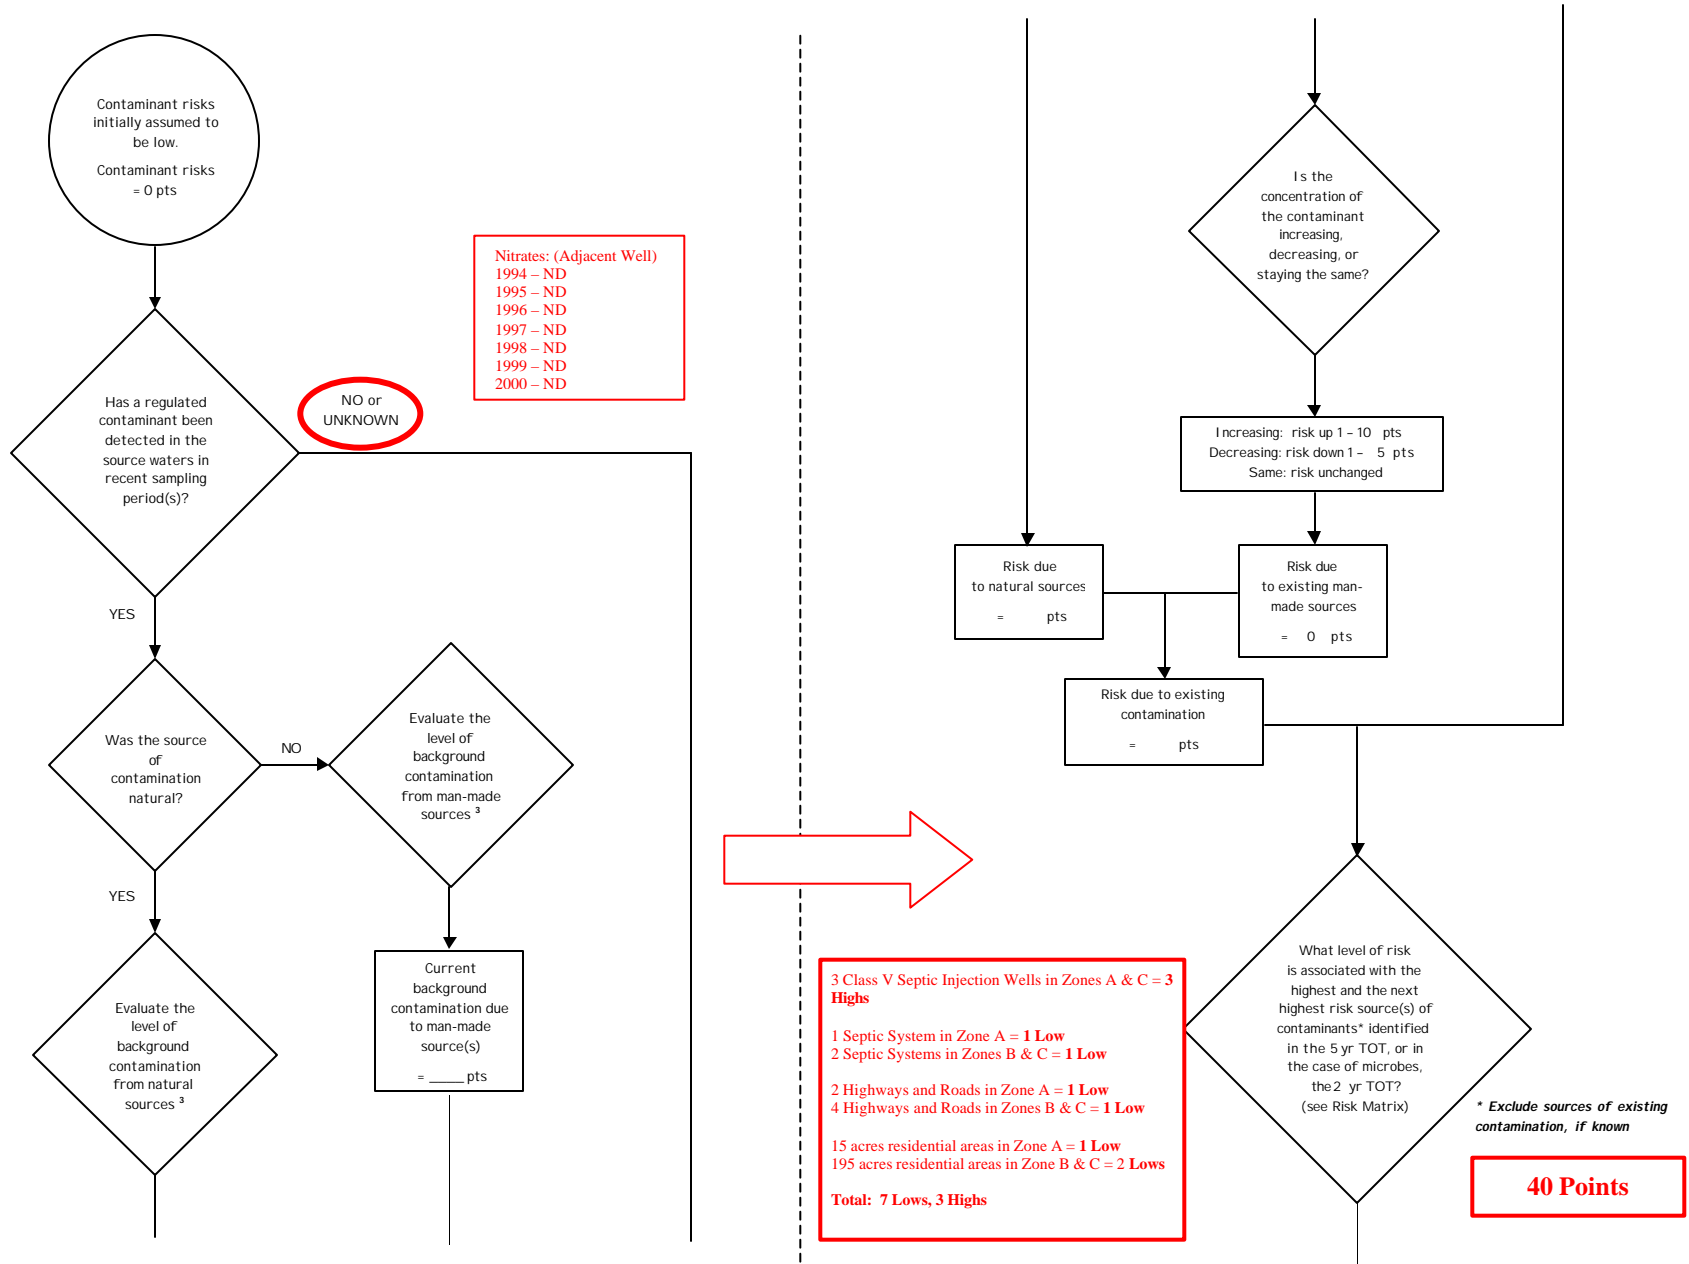 Contaminant risks
initially assumed to
be low.
Contaminant risks
= 0 pts
Nitrates: (Adjacent Well)
1994 – ND
1995 – ND
1996 – ND
1997 – ND
1998 – ND
1999 – ND
2000 – ND
Has a regulated
contaminant been
detected in the
source waters in
recent sampling
period(s)?
NO or
UNKNOWN
YES
Was the source
of
contamination
natural?
NO
Evaluate the
level of
background
contamination
from man-made
sources ³
YES
Evaluate the
level of
background
contamination
from natural
sources ³
Current
background
contamination due
to man-made
source(s)
= _____ pts
Is the
concentration of
the contaminant
increasing,
decreasing, or
staying the same?
Increasing: risk up 1 – 10 pts
Decreasing: risk down 1 – 5 pts
Same: risk unchanged
Risk due
to natural sources
= pts
Risk due
to existing man-
made sources
= 0 pts
Risk due to existing
contamination
= pts
3 Class V Septic Injection Wells in Zones A & C = 3
Highs
1 Septic System in Zone A = 1 Low
2 Septic Systems in Zones B & C = 1 Low
2 Highways and Roads in Zone A = 1 Low
4 Highways and Roads in Zones B & C = 1 Low
15 acres residential areas in Zone A = 1 Low
195 acres residential areas in Zone B & C = 2 Lows
Total: 7 Lows, 3 Highs
What level of risk
is associated with the
highest and the next
highest risk source(s) of
contaminants* identified
in the 5 yr TOT, or in
the case of microbes,
the 2 yr TOT?
(see Risk Matrix)
* Exclude sources of existing
contamination, if known
40 Points